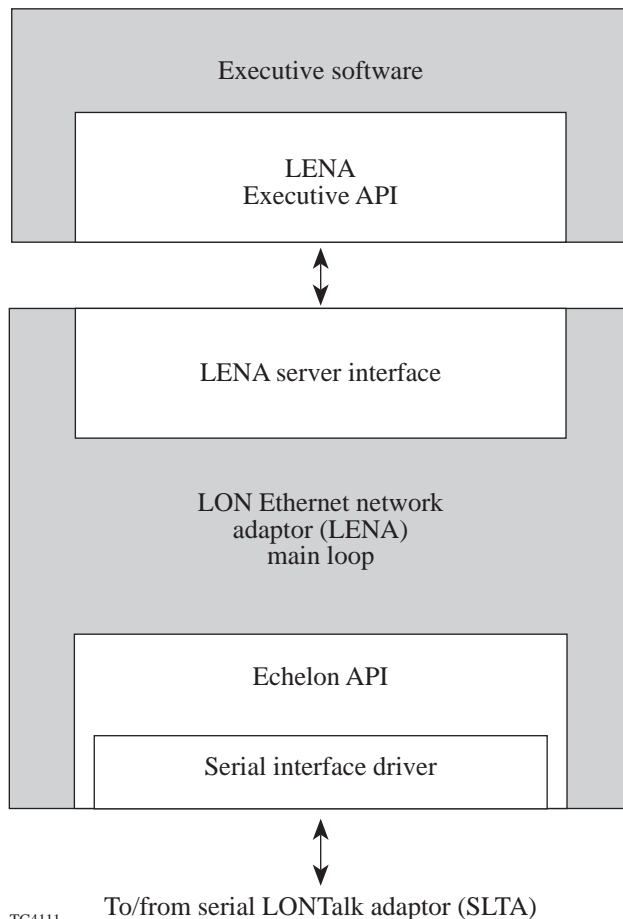 Executive software
LENA
Executive API
LENA server interface
LON Ethernet network
adaptor (LENA)
main loop
Echelon API
Serial interface driver
To/from serial LONTalk adaptor (SLTA)